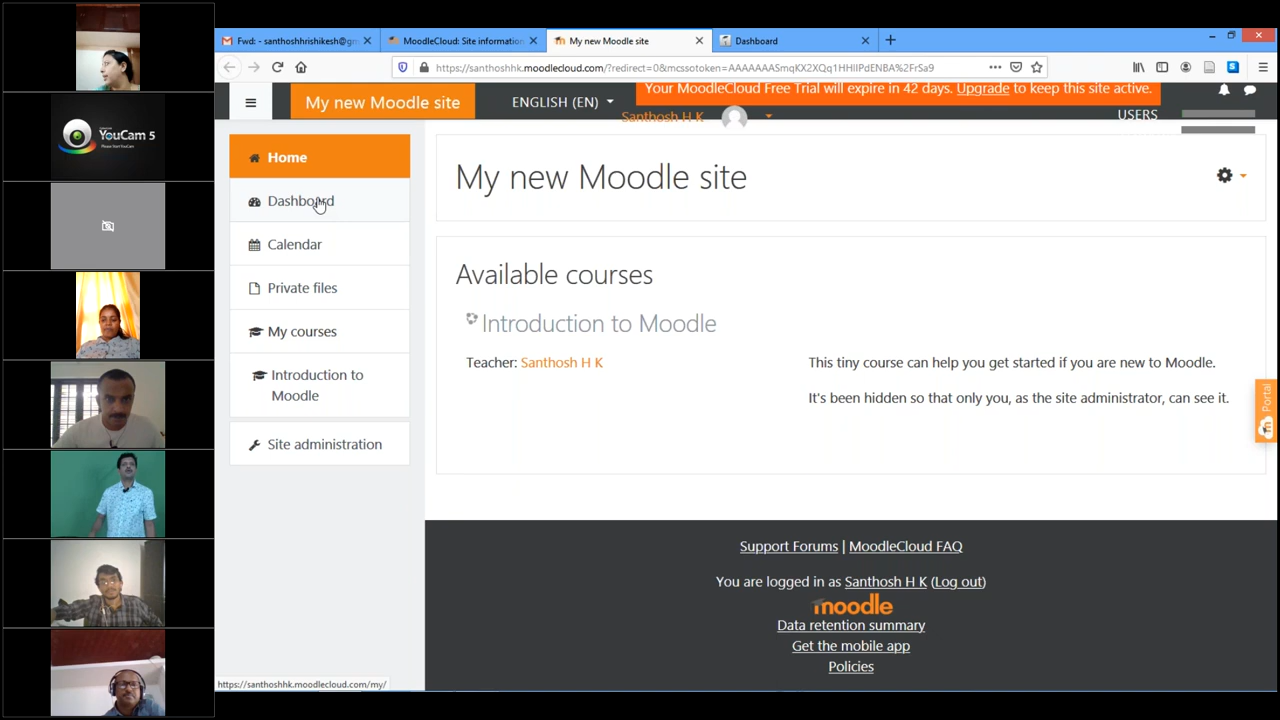 YouCam 5
Fwd: - santhoshhrishikesh@gm
MoodleCloud: Site information
My new Moodle site
Dashboard
https://santhoshhk.moodlecloud.com/?redirect=0&mcssotoken=AAAAAAASmqKX2XQq1HHIIPdENBA%2FrSa9
My new Moodle site
ENGLISH (EN)
Your MoodleCloud Free Trial will expire in 42 days. Upgrade to keep this site active.
Santhosh H K
USERS
Home
Dashboard
Calendar
Private files
My courses
Introduction to
Moodle
Site administration
My new Moodle site
Available courses
Introduction to Moodle
Teacher: Santhosh H K
This tiny course can help you get started if you are new to Moodle.
It's been hidden so that only you, as the site administrator, can see it.
Portal
Support Forums | MoodleCloud FAQ
You are logged in as Santhosh H K (Log out)
moodle
Data retention summary
Get the mobile app
Policies
https://santhoshhk.moodlecloud.com/my/